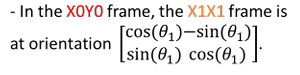 - In the X0Y0 frame, the X1X1 frame is
at orientation [cos(θ₁)−sin(θ₁)
sin(θ₁) cos(θ₁)].